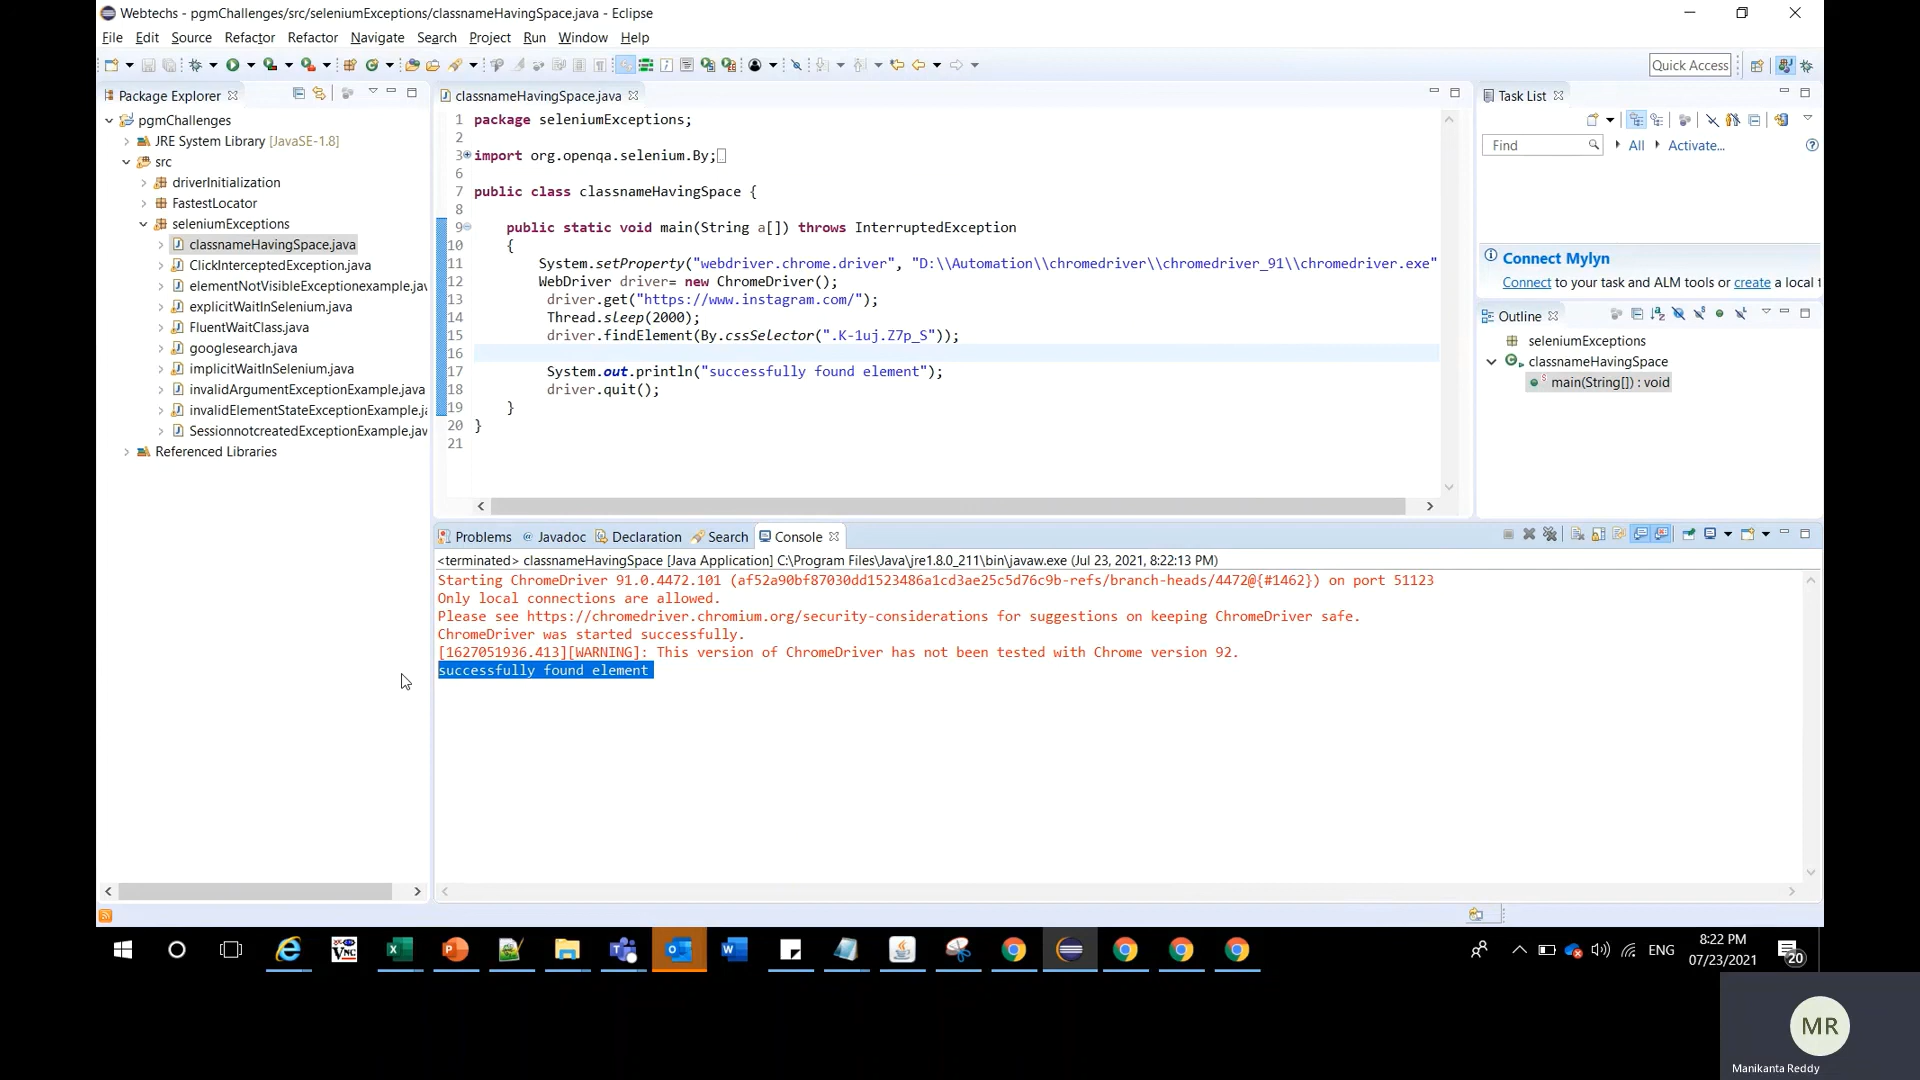 Webtechs - pgmChallenges/src/seleniumExceptions/classnameHavingSpace.java - Eclipse
File Edit Source Refactor Refactor Navigate Search Project Run Window Help
Quick Access
Package Explorer
pgmChallenges
JRE System Library [JavaSE-1.8]
src
driverInitialization
FastestLocator
seleniumExceptions
classnameHavingSpace.java
ClickInterceptedException.java
elementNotVisibleExceptionexample.jav
explicitWaitInSelenium.java
FluentWaitClass.java
googlesearch.java
implicitWaitInSelenium.java
invalidArgumentExceptionExample.java
invalidElementStateExceptionExample.ja
SessionnotcreatedExceptionExample.jav
Referenced Libraries
classnameHavingSpace.java
1 package seleniumExceptions;
2
3 import org.openqa.selenium.By;
6
7 public class classnameHavingSpace {
8
9 public static void main(String a[]) throws InterruptedException
10 {
11 System.setProperty("webdriver.chrome.driver", "D:\\Automation\\chromedriver\\chromedriver_91\\chromedriver.exe"
12 WebDriver driver= new ChromeDriver();
13 driver.get("https://www.instagram.com/");
14 Thread.sleep(2000);
15 driver.findElement(By.cssSelector(".K-1uj.Z7p_S"));
16
17 System.out.println("successfully found element");
18 driver.quit();
19 }
20 }
21
Task List
Find All Activate...
Connect Mylyn
Connect to your task and ALM tools or create a local t
Outline
seleniumExceptions
classnameHavingSpace
main(String[]) : void
Problems Javadoc Declaration Search Console
<terminated> classnameHavingSpace [Java Application] C:\Program Files\Java\jre1.8.0_211\bin\javaw.exe (Jul 23, 2021, 8:22:13 PM)
Starting ChromeDriver 91.0.4472.101 (af52a90bf87030dd1523486a1cd3ae25c5d76c9b-refs/branch-heads/4472@{#1462}) on port 51123
Only local connections are allowed.
Please see https://chromedriver.chromium.org/security-considerations for suggestions on keeping ChromeDriver safe.
ChromeDriver was started successfully.
[1627051936.413][WARNING]: This version of ChromeDriver has not been tested with Chrome version 92.
successfully found element
ENG
8:22 PM
07/23/2021
20
MR
Manikanta Reddy